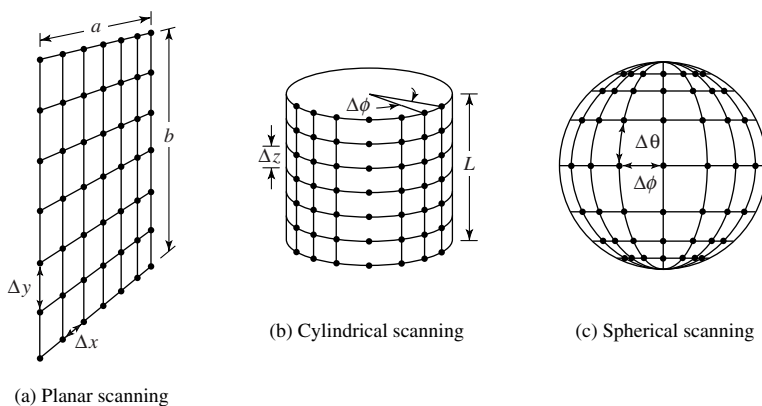 a
b
Δy
Δx
(a) Planar scanning
Δϕ
Δz
L
(b) Cylindrical scanning
Δθ
Δϕ
(c) Spherical scanning